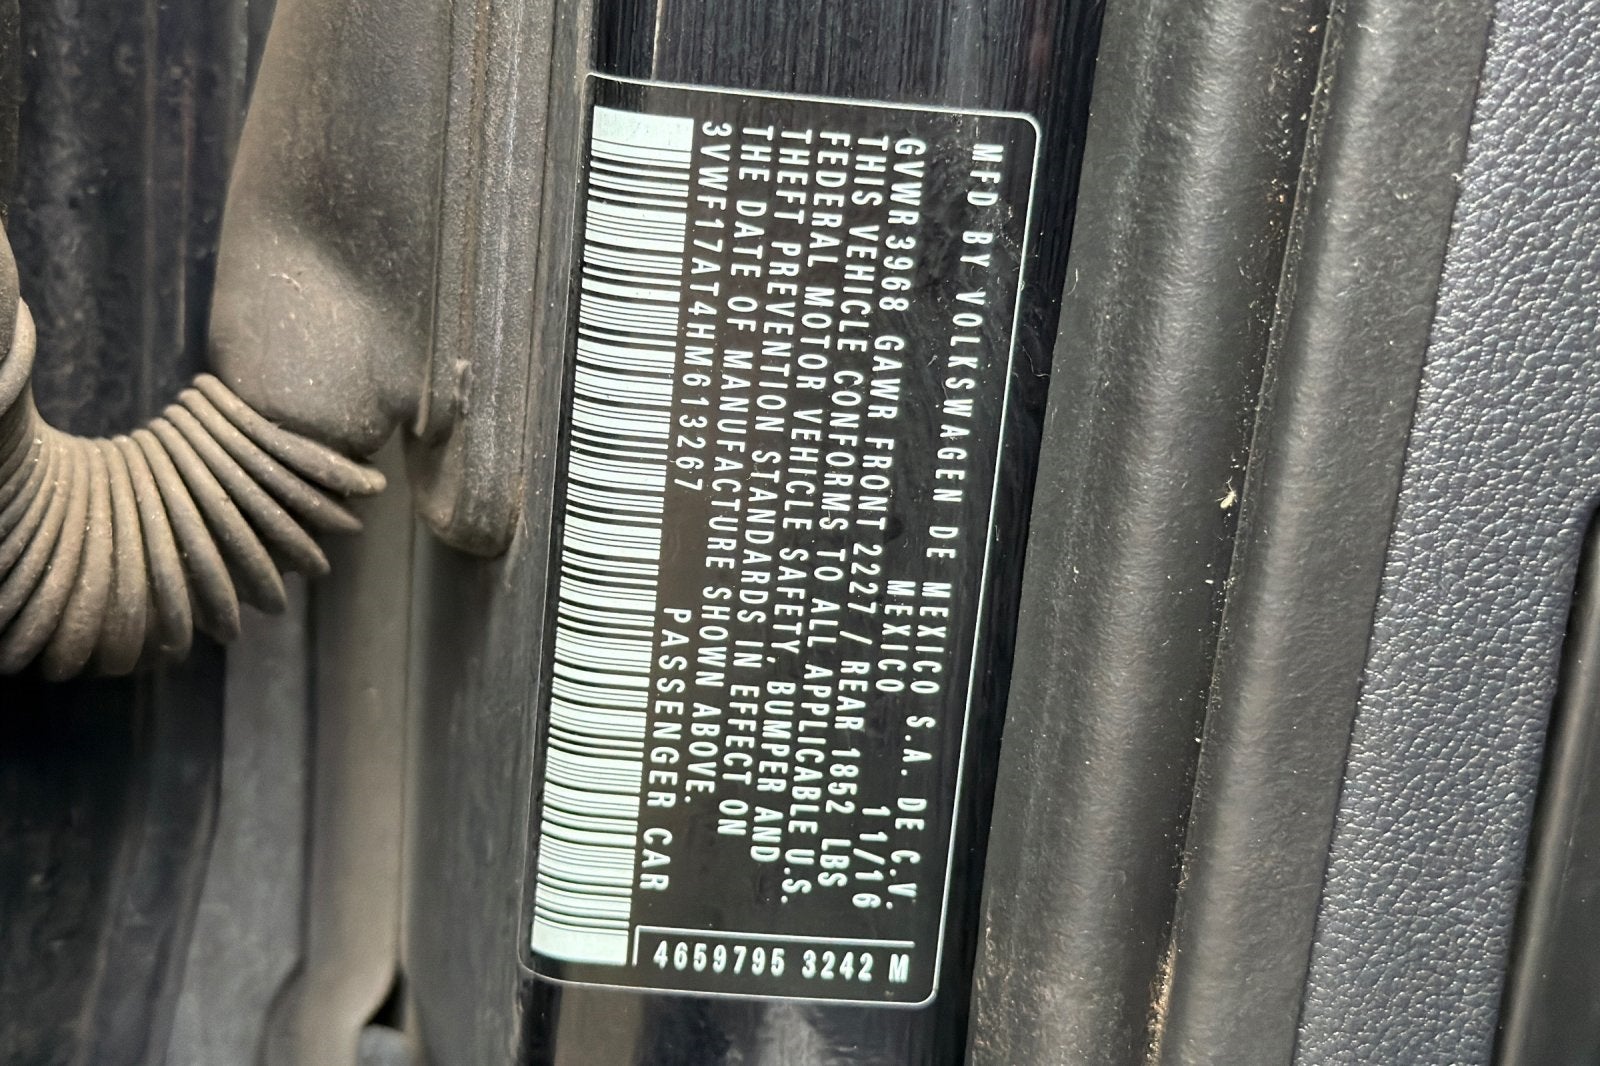 MFD BY VOLKSWAGEN DE MEXICO S.A. DE C.V.
MEXICO 11/16
GVWR 3968 GAWR FRONT 2227 / REAR 1852 LBS
THIS VEHICLE CONFORMS TO ALL APPLICABLE U.S.
FEDERAL MOTOR VEHICLE SAFETY, BUMPER AND
THEFT PREVENTION STANDARDS IN EFFECT ON
THE DATE OF MANUFACTURE SHOWN ABOVE.
3VWF17AT4HM613267 PASSENGER CAR
4659795 3242 M